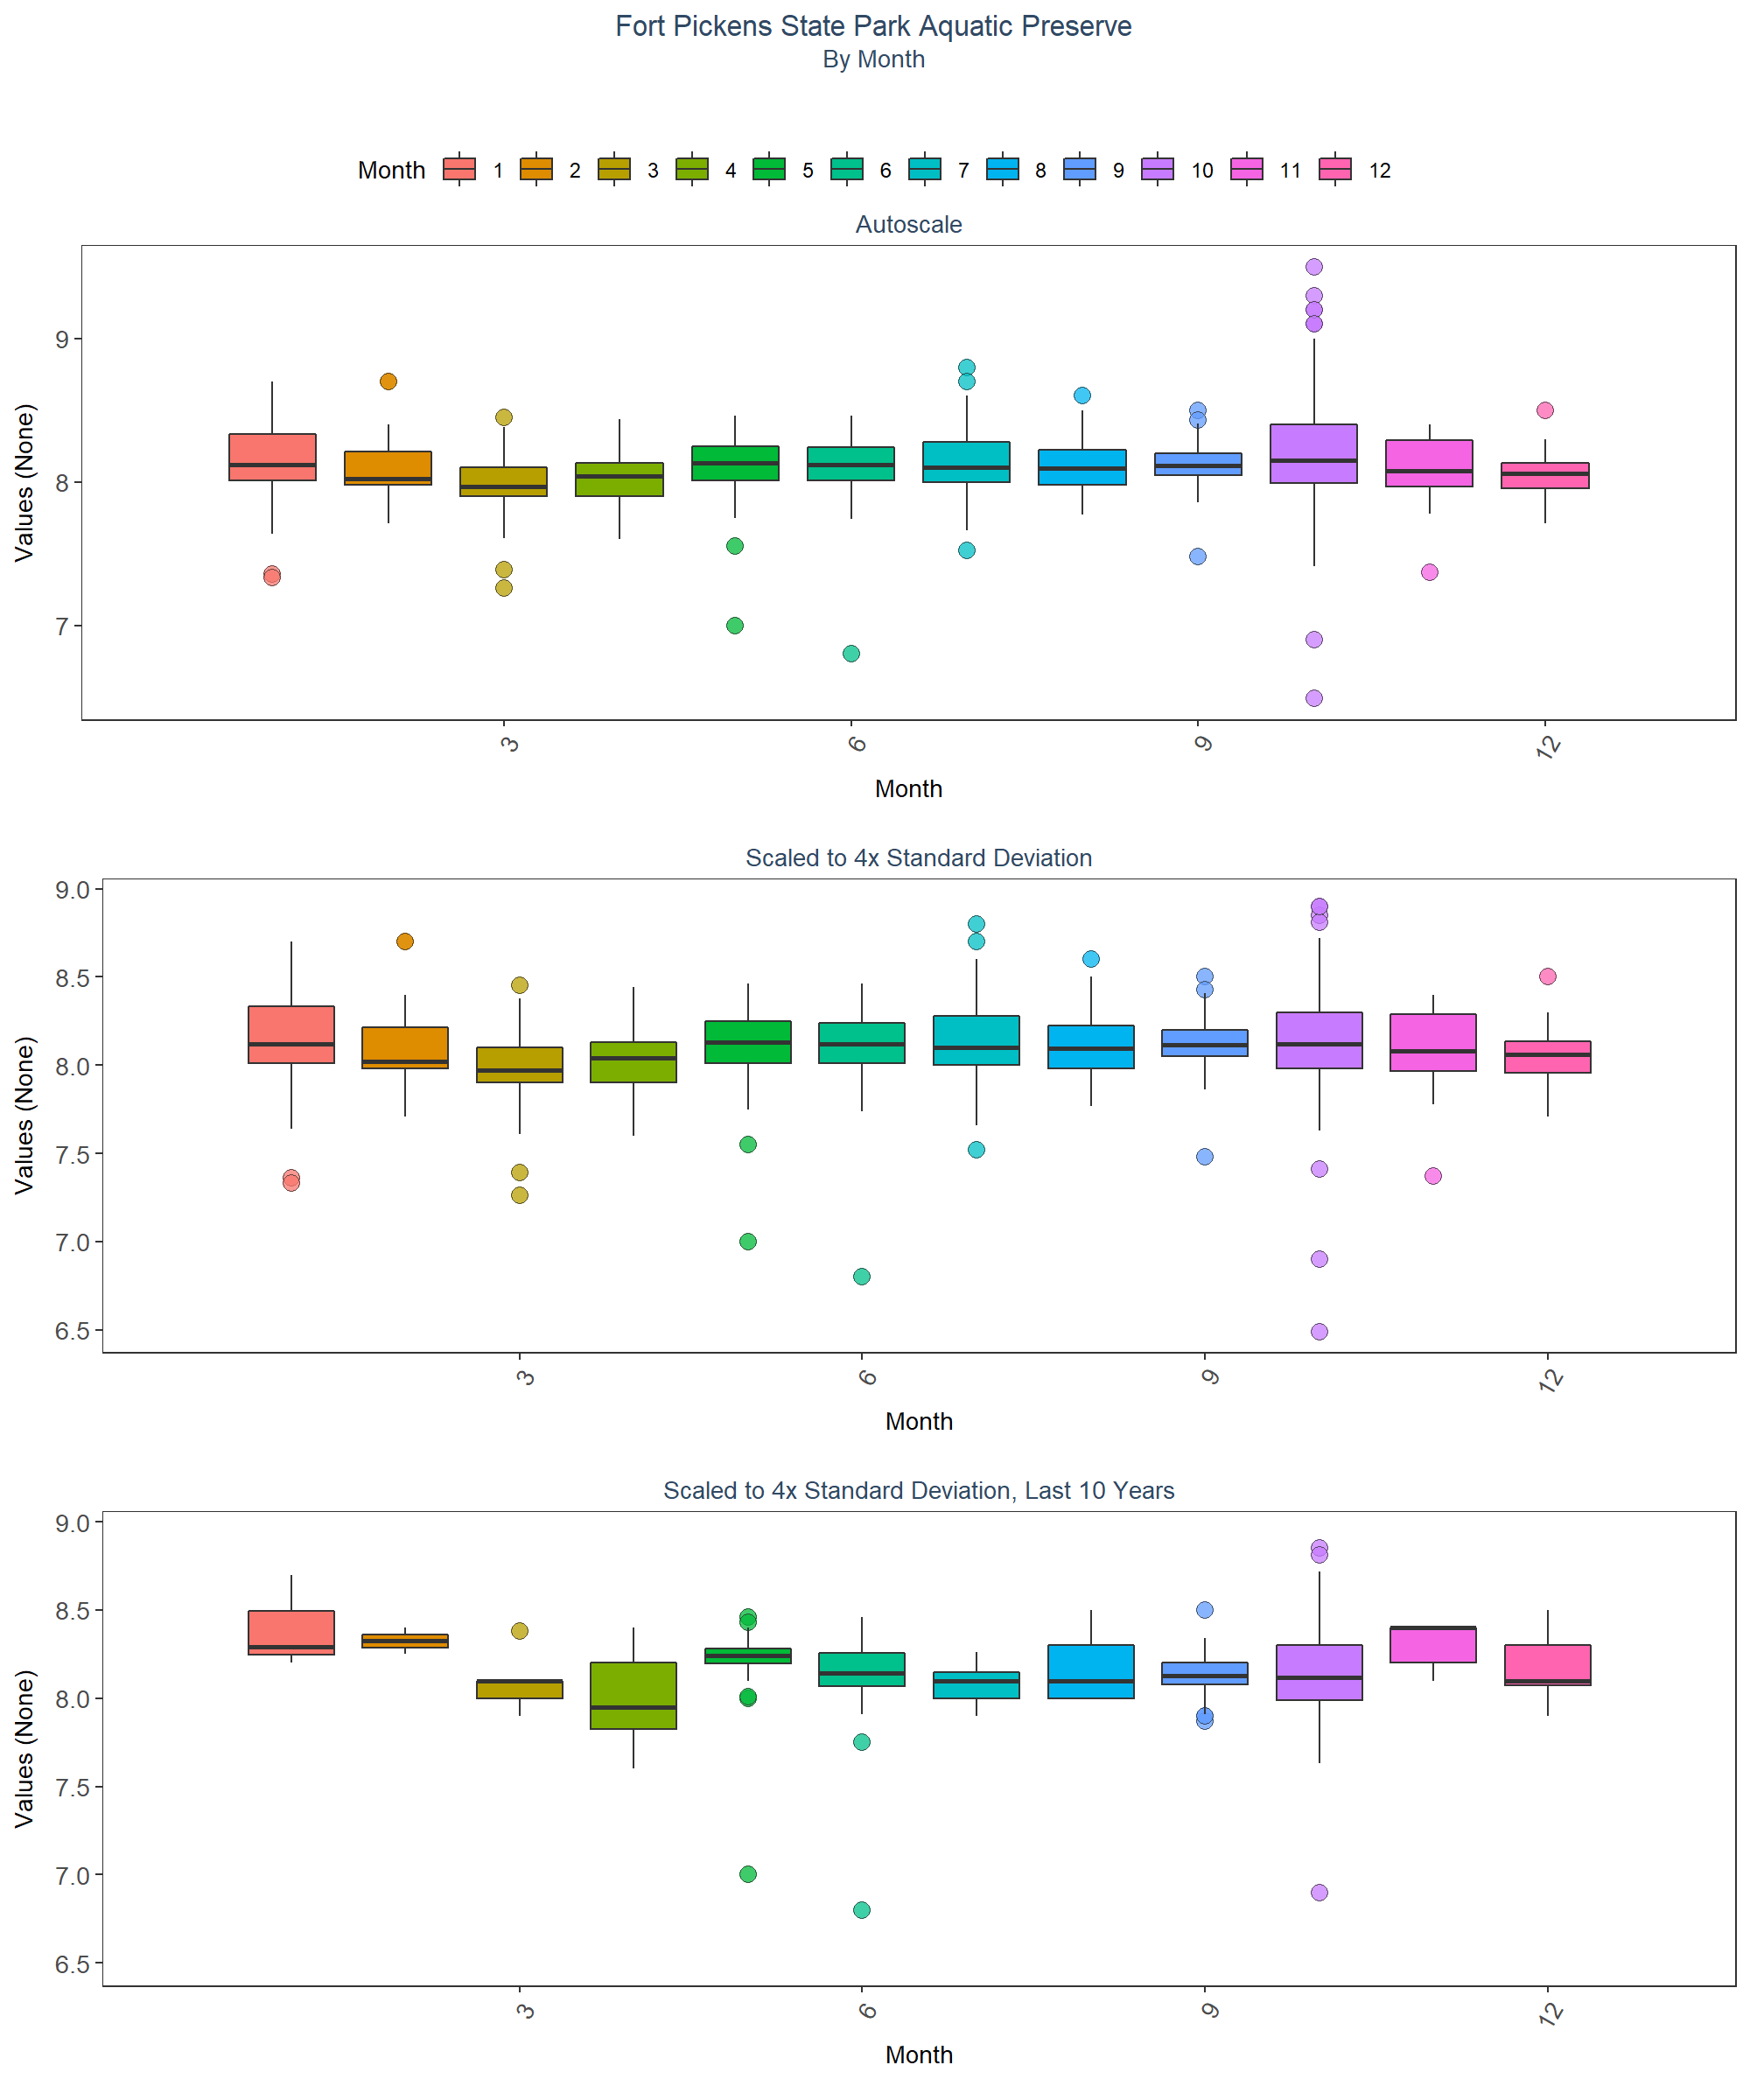 Fort Pickens State Park Aquatic Preserve
By Month
Month 1 2 3 4 5 6 7 8 9 10 11 12
Autoscale
Values (None)
9
8
7
3 6 9 12
Month
Scaled to 4x Standard Deviation
Values (None)
9.0
8.5
8.0
7.5
7.0
6.5
3 6 9 12
Month
Scaled to 4x Standard Deviation, Last 10 Years
Values (None)
9.0
8.5
8.0
7.5
7.0
6.5
3 6 9 12
Month